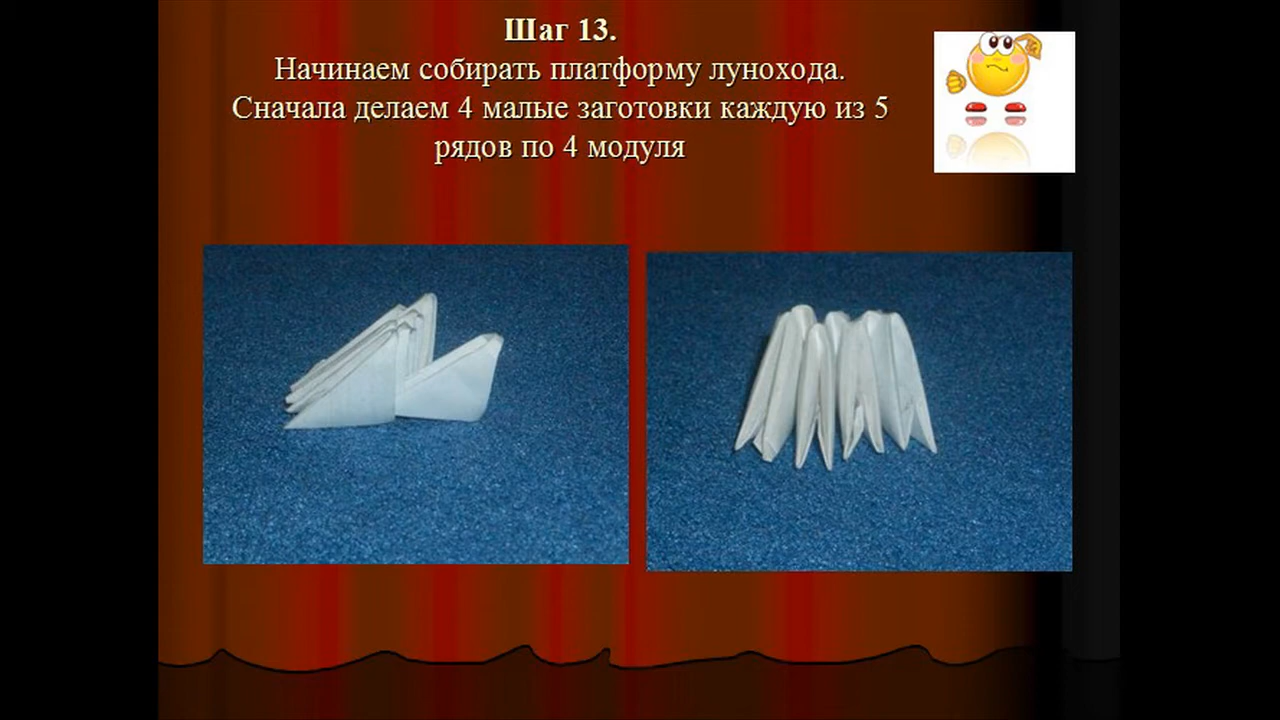 Шаг 13.
Начинаем собирать платформу лунохода.
Сначала делаем 4 малые заготовки каждую из 5
рядов по 4 модуля